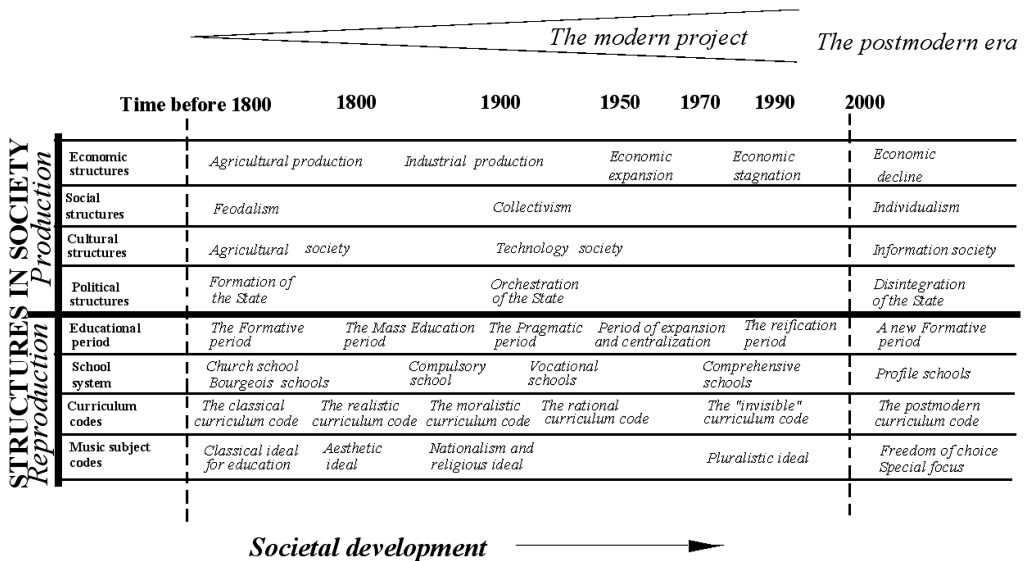 The modern project The postmodern era
Time before 1800 1800 1900 1950 1970 1990 2000
STRUCTURES IN SOCIETY
Production
Economic structures
Agricultural production Industrial production Economic expansion Economic stagnation Economic decline
Social structures
Feodalism Collectivism Individualism
Cultural structures
Agricultural society Technology society Information society
Political structures
Formation of the State Orchestration of the State Disintegration of the State
Reproduction
Educational period
The Formative period The Mass Education period The Pragmatic period Period of expansion and centralization The reification period A new Formative period
School system
Church school Bourgeois schools Compulsory school Vocational schools Comprehensive schools Profile schools
Curriculum codes
The classical curriculum code The realistic curriculum code The moralistic curriculum code The rational curriculum code The "invisible" curriculum code The postmodern curriculum code
Music subject codes
Classical ideal for education Aesthetic ideal Nationalism and religious ideal Pluralistic ideal Freedom of choice Special focus
Societal development